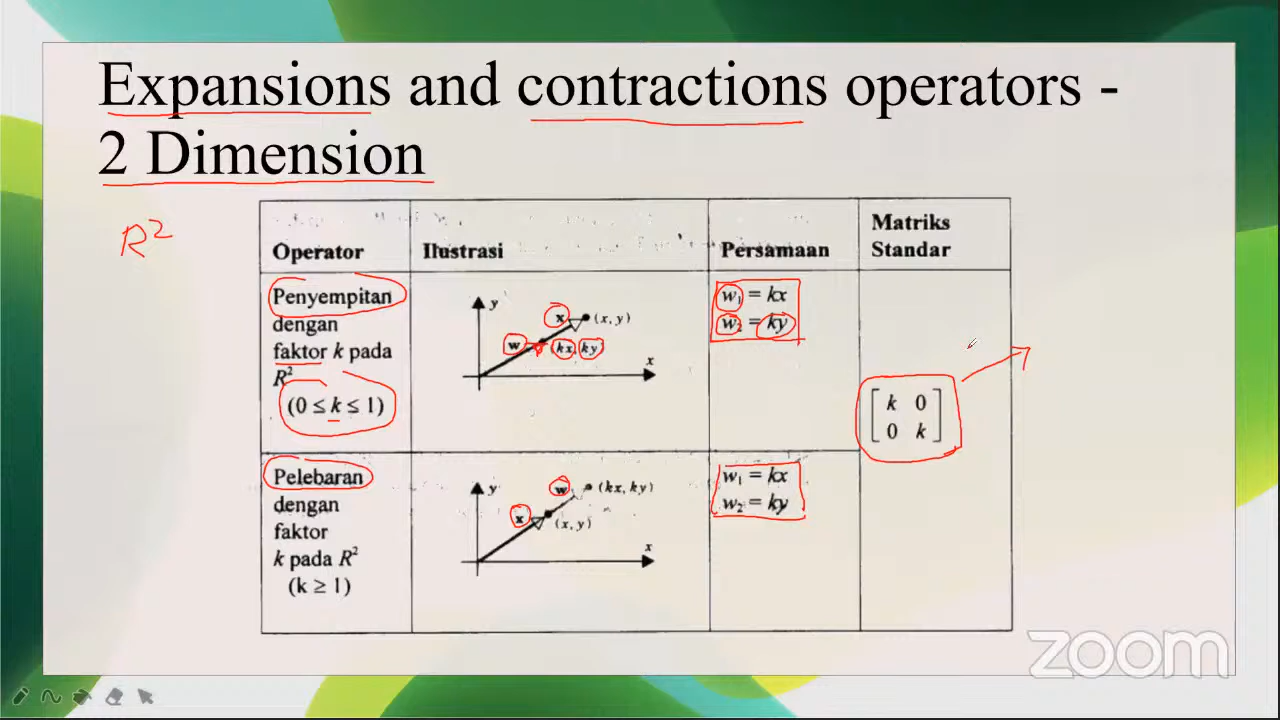 Expansions and contractions operators -
2 Dimension
R²
Operator
Ilustrasi
Persamaan
Matriks
Standar
Penyempitan
dengan
faktor k pada
R²
(0 ≤ k ≤ 1)
y
x
(x, y)
w
(kx, ky)
x
w₁ = kx
w₂ = ky
k 0
0 k
Pelebaran
dengan
faktor
k pada R²
(k ≥ 1)
y
w
(kx, ky)
x
(x, y)
x
w₁ = kx
w₂ = ky
zoom